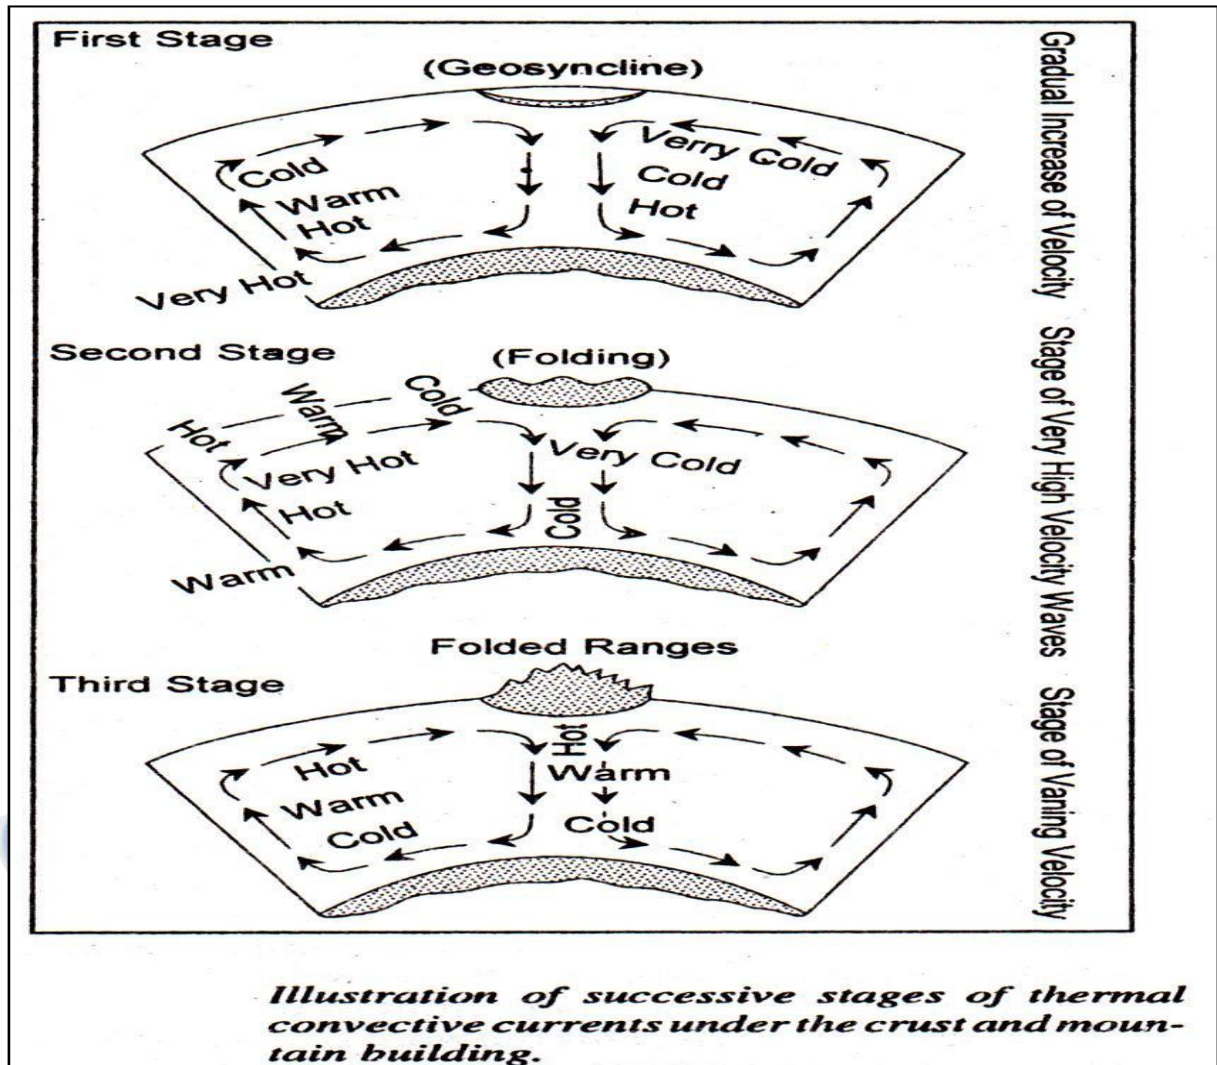 First Stage
(Geosyncline)
Verry Cold
Cold
Cold
Warm
Hot
Hot
Very Hot
Gradual Increase of Velocity
Second Stage
(Folding)
Cold
Warm
Hot
Very Hot
Very Cold
Hot
Cold
Warm
Stage of Very High Velocity Waves
Folded Ranges
Third Stage
Hot
Hot
Warm
Warm
Cold
Cold
Stage of Vaning Velocity
Illustration of successive stages of thermal
convective currents under the crust and moun-
tain building.